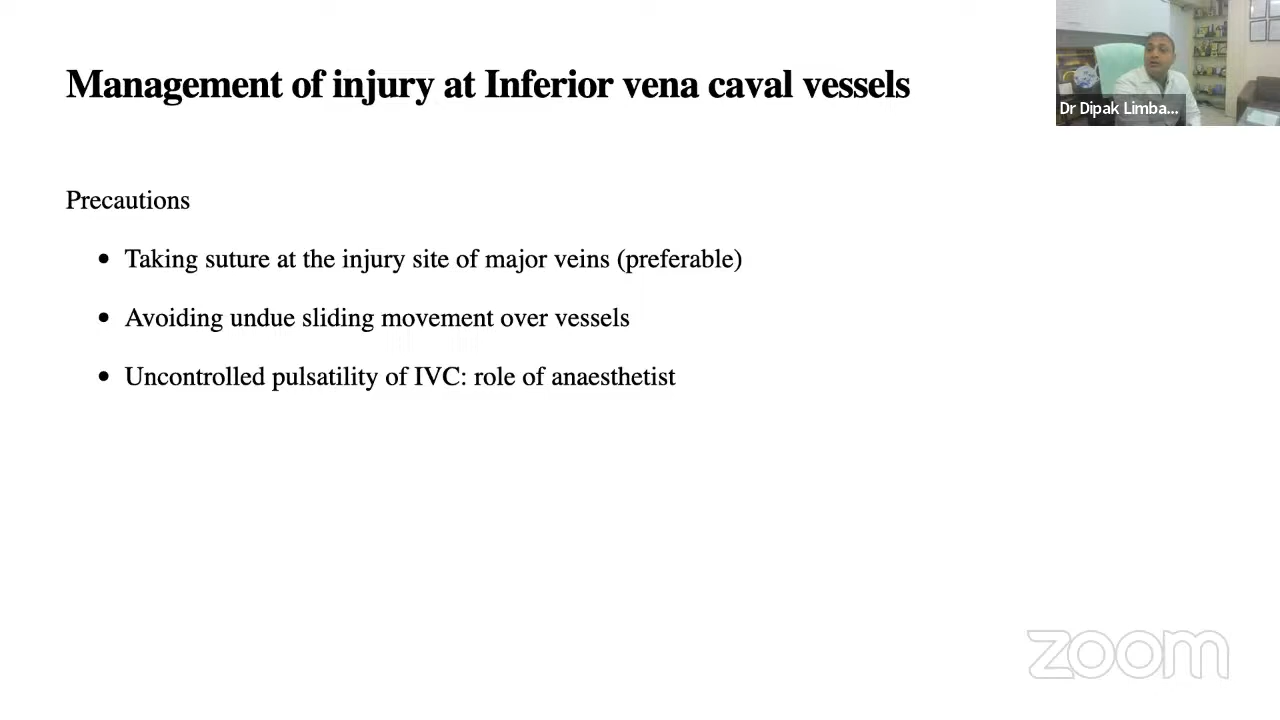 Management of injury at Inferior vena caval vessels
Dr Dipak Limba...
Precautions
• Taking suture at the injury site of major veins (preferable)
• Avoiding undue sliding movement over vessels
• Uncontrolled pulsatility of IVC: role of anaesthetist
zoom